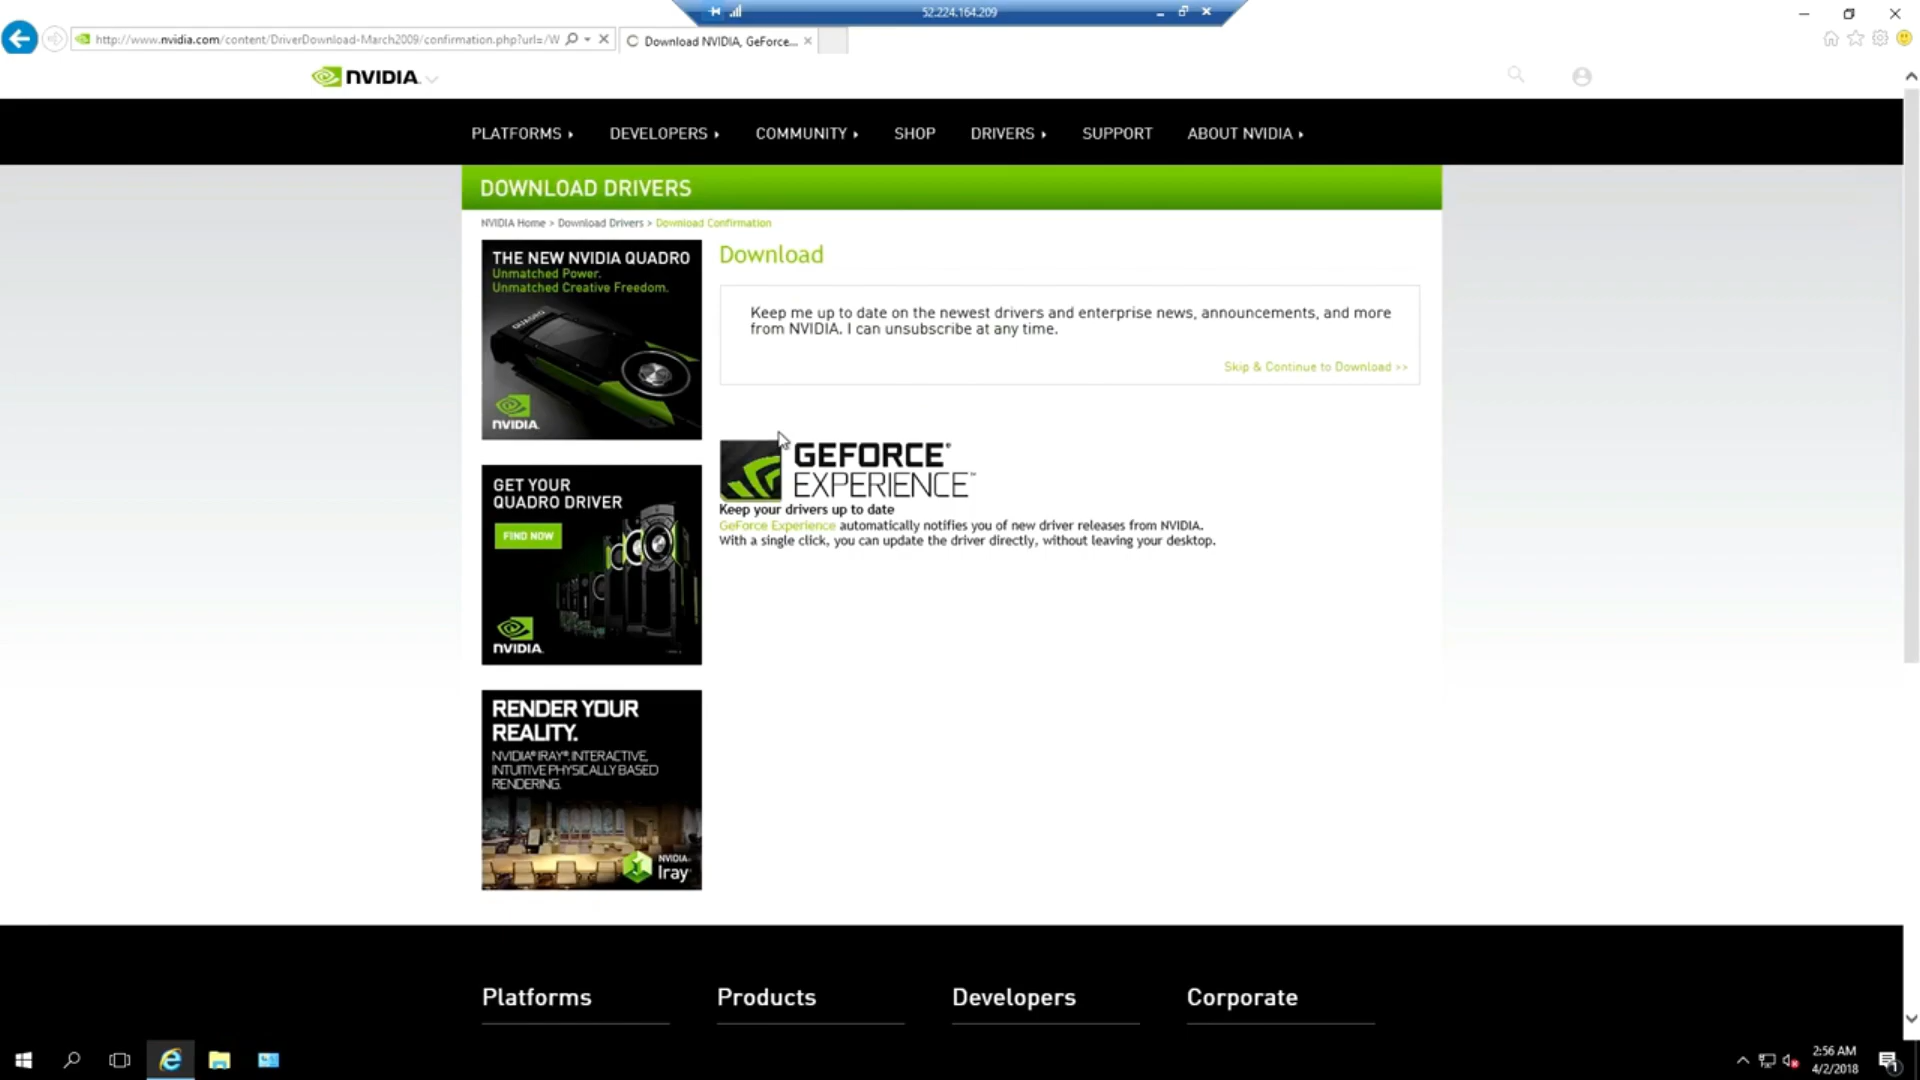 52.224.164.209
http://www.nvidia.com/content/DriverDownload-March2009/confirmation.php?url=/W
Download NVIDIA, GeForce...
NVIDIA.
PLATFORMS DEVELOPERS COMMUNITY SHOP DRIVERS SUPPORT ABOUT NVIDIA
DOWNLOAD DRIVERS
NVIDIA Home > Download Drivers > Download Confirmation
THE NEW NVIDIA QUADRO
Unmatched Power.
Unmatched Creative Freedom.
QUADRO
NVIDIA.
Download
Keep me up to date on the newest drivers and enterprise news, announcements, and more
from NVIDIA. I can unsubscribe at any time.
Skip & Continue to Download >>
GEFORCE®
EXPERIENCE™
Keep your drivers up to date
GeForce Experience automatically notifies you of new driver releases from NVIDIA.
With a single click, you can update the driver directly, without leaving your desktop.
GET YOUR
QUADRO DRIVER
FIND NOW
NVIDIA.
RENDER YOUR
REALITY.
NVIDIA® IRAY®. INTERACTIVE,
INTUITIVE PHYSICALLY BASED
RENDERING.
NVIDIA.
Iray®
Platforms
Products
Developers
Corporate
2:56 AM
4/2/2018
1